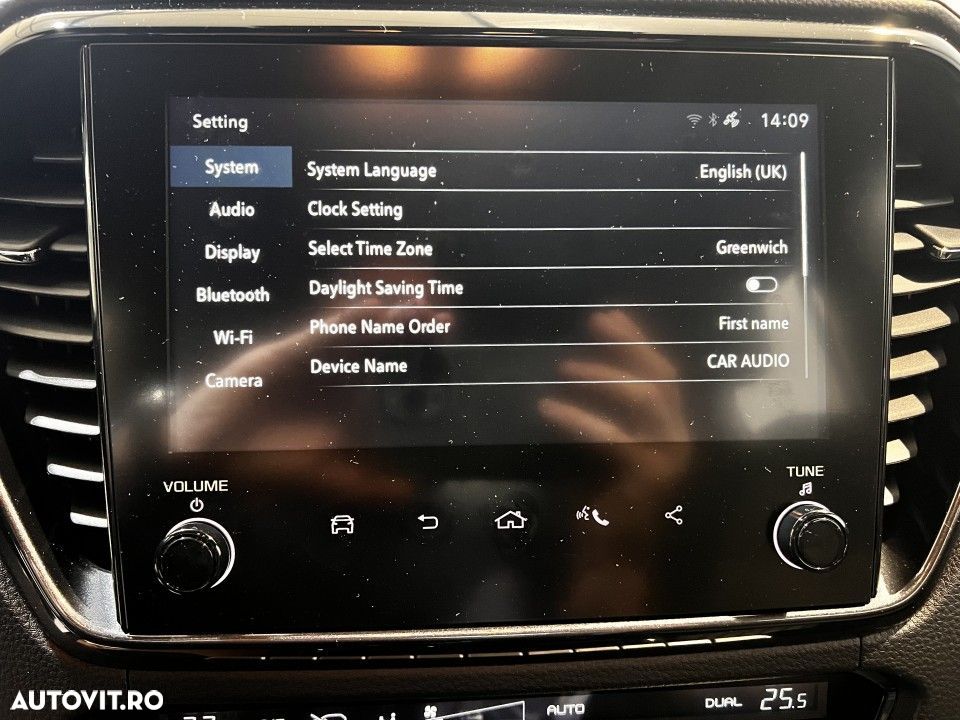 Setting 14:09
System
System Language English (UK)
Audio
Clock Setting
Display
Select Time Zone Greenwich
Bluetooth
Daylight Saving Time
Wi-Fi
Phone Name Order First name
Camera
Device Name CAR AUDIO
VOLUME
TUNE
AUTO DUAL 25.5
AUTOVIT.RO